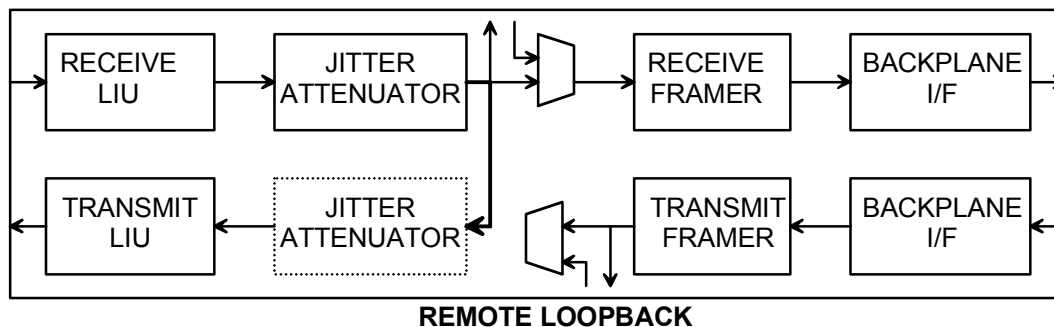 RECEIVE
LIU
JITTER
ATTENUATOR
RECEIVE
FRAMER
BACKPLANE
I/F
TRANSMIT
LIU
JITTER
ATTENUATOR
TRANSMIT
FRAMER
BACKPLANE
I/F
REMOTE LOOPBACK